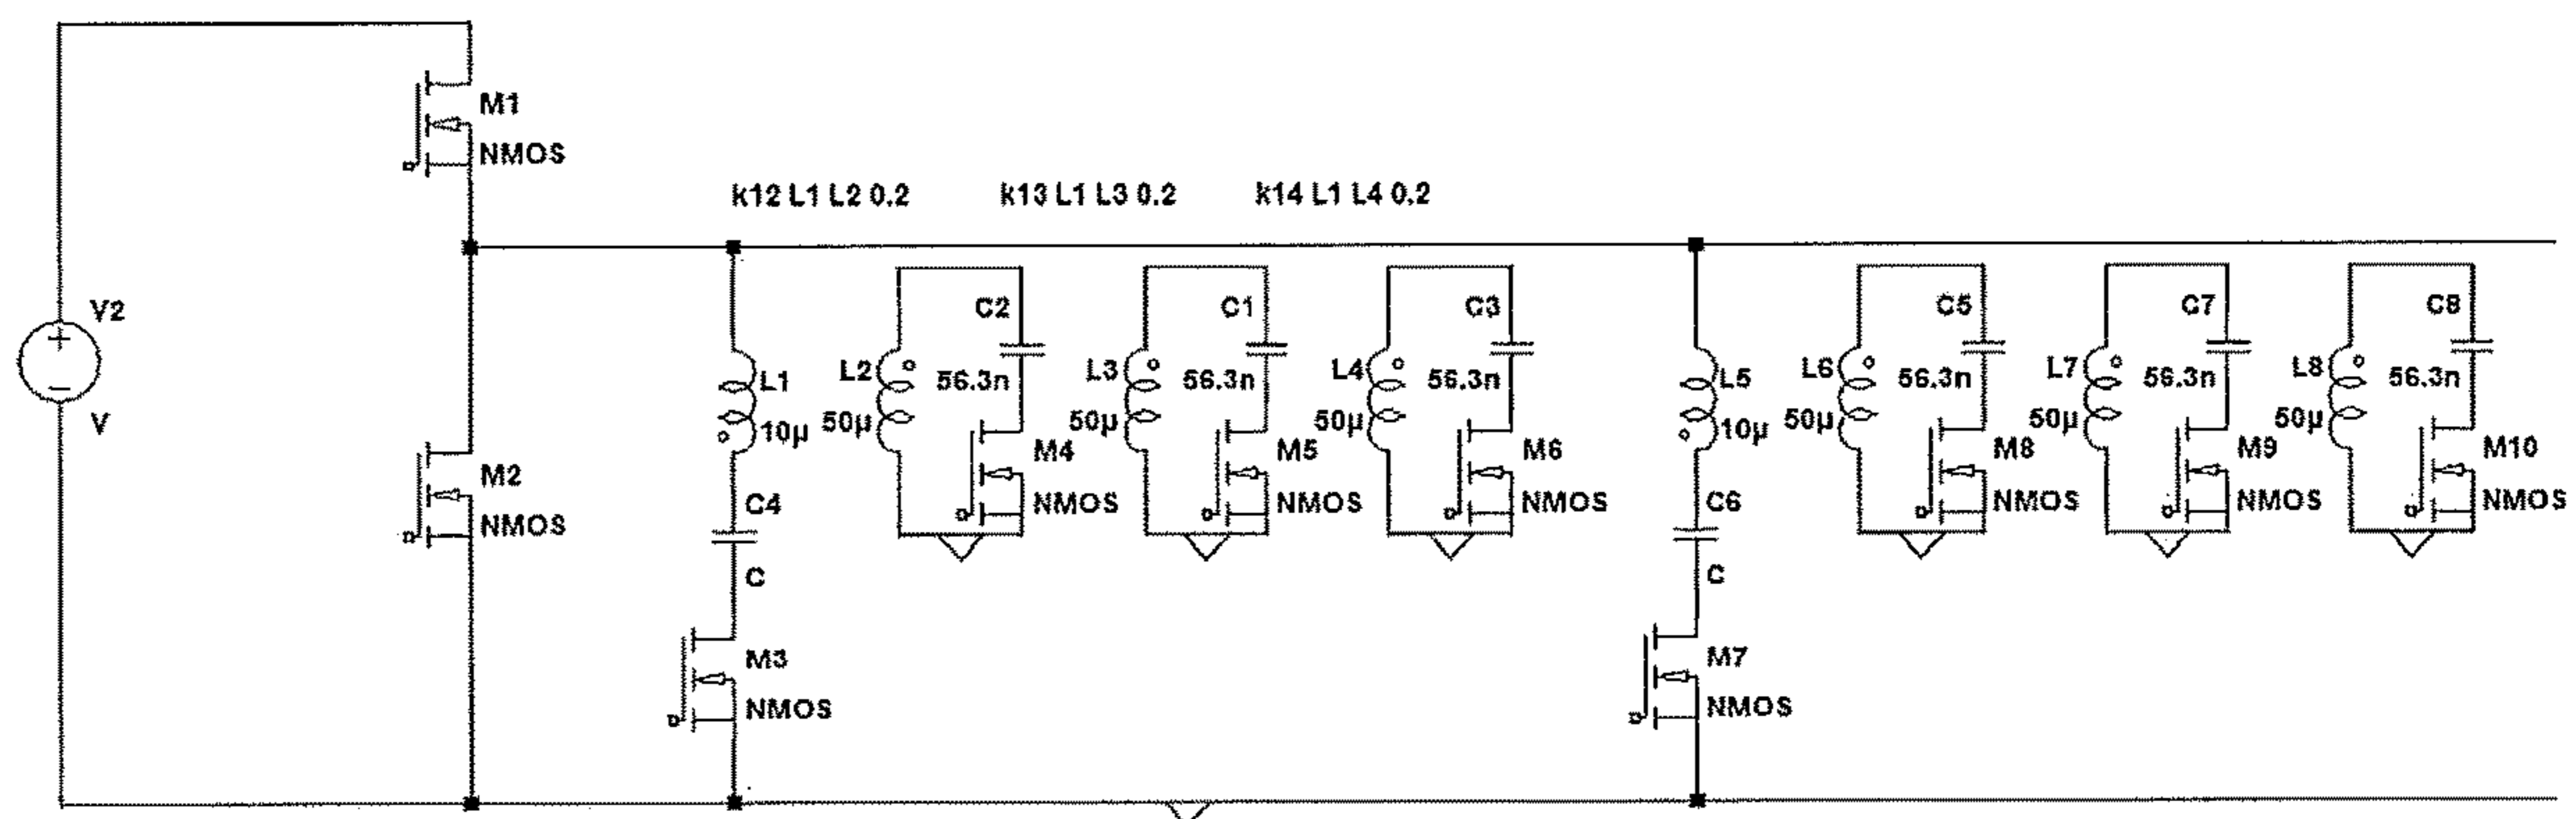 M1
NMOS
k12 L1 L2 0.2
k13 L1 L3 0.2
k14 L1 L4 0.2
V2
V
M2
NMOS
L1
10µ
C4
C
M3
NMOS
L2
50µ
C2
56.3n
M4
NMOS
L3
50µ
C1
56.3n
M5
NMOS
L4
50µ
C3
56.3n
M6
NMOS
L5
10µ
C6
C
M7
NMOS
L6
50µ
C5
56.3n
M8
NMOS
L7
50µ
C7
56.3n
M9
NMOS
L8
50µ
C8
56.3n
M10
NMOS